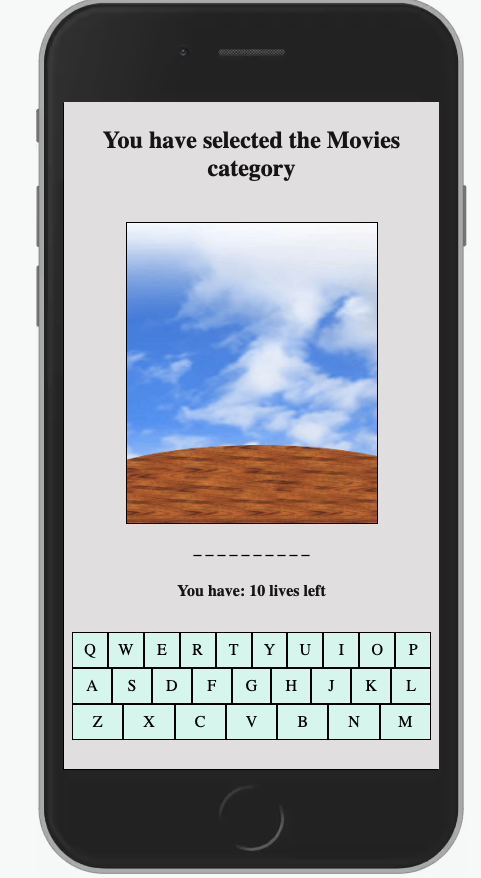 You have selected the Movies
category
_ _ _ _ _ _ _ _ _ _
You have: 10 lives left
Q W E R T Y U I O P
A S D F G H J K L
Z X C V B N M